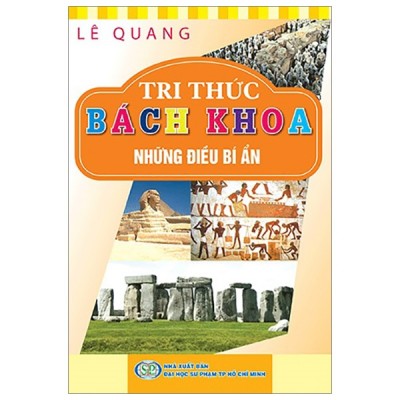 LÊ QUANG
TRI THỨC
BÁCH KHOA
NHỮNG ĐIỀU BÍ ẨN
NHÀ XUẤT BẢN
ĐẠI HỌC SƯ PHẠM TP HỒ CHÍ MINH